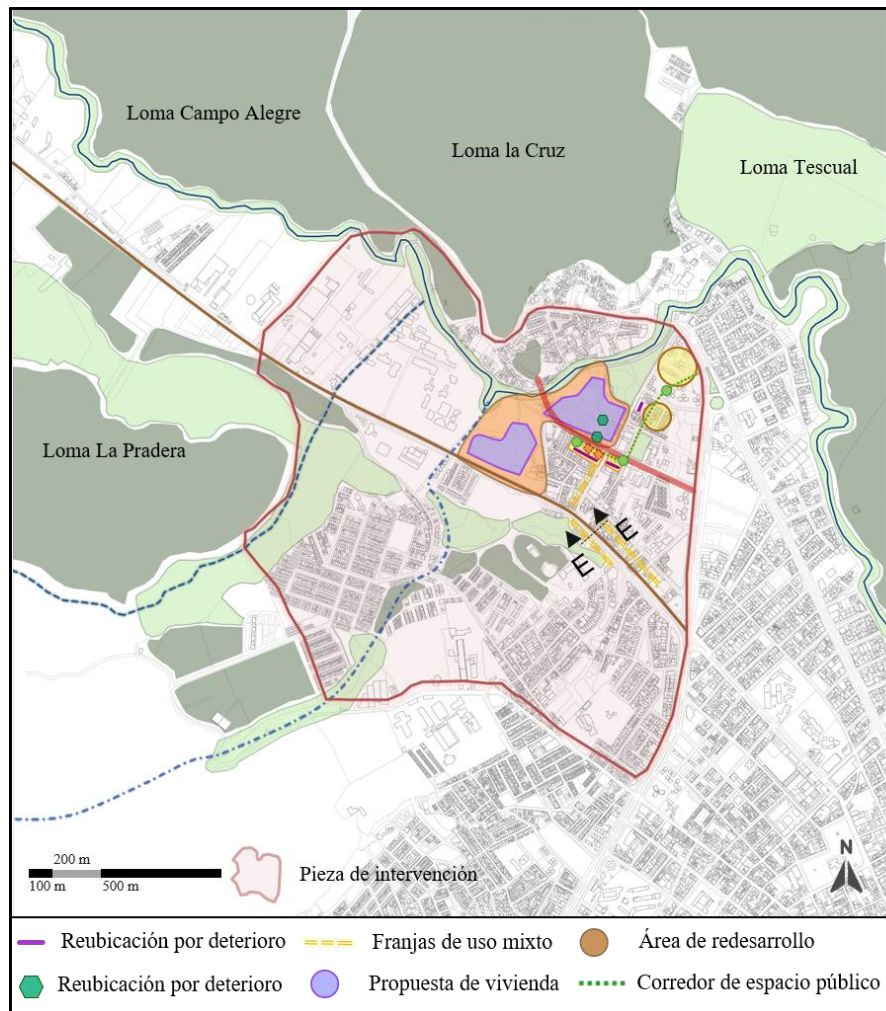 Loma Campo Alegre
Loma la Cruz
Loma Tescual
Loma La Pradera
E
E
200 m
100 m
500 m
Pieza de intervención
N
Reubicación por deterioro
Franjas de uso mixto
Área de redesarrollo
Reubicación por deterioro
Propuesta de vivienda
Corredor de espacio público